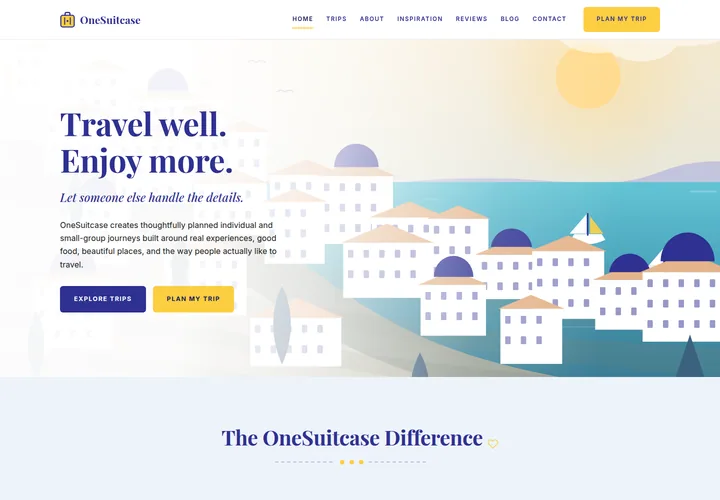 OneSuitcase
HOME TRIPS ABOUT INSPIRATION REVIEWS BLOG CONTACT PLAN MY TRIP
Travel well.
Enjoy more.
Let someone else handle the details.
OneSuitcase creates thoughtfully planned individual and
small-group journeys built around real experiences, good
food, beautiful places, and the way people actually like to
travel.
EXPLORE TRIPS PLAN MY TRIP
The OneSuitcase Difference